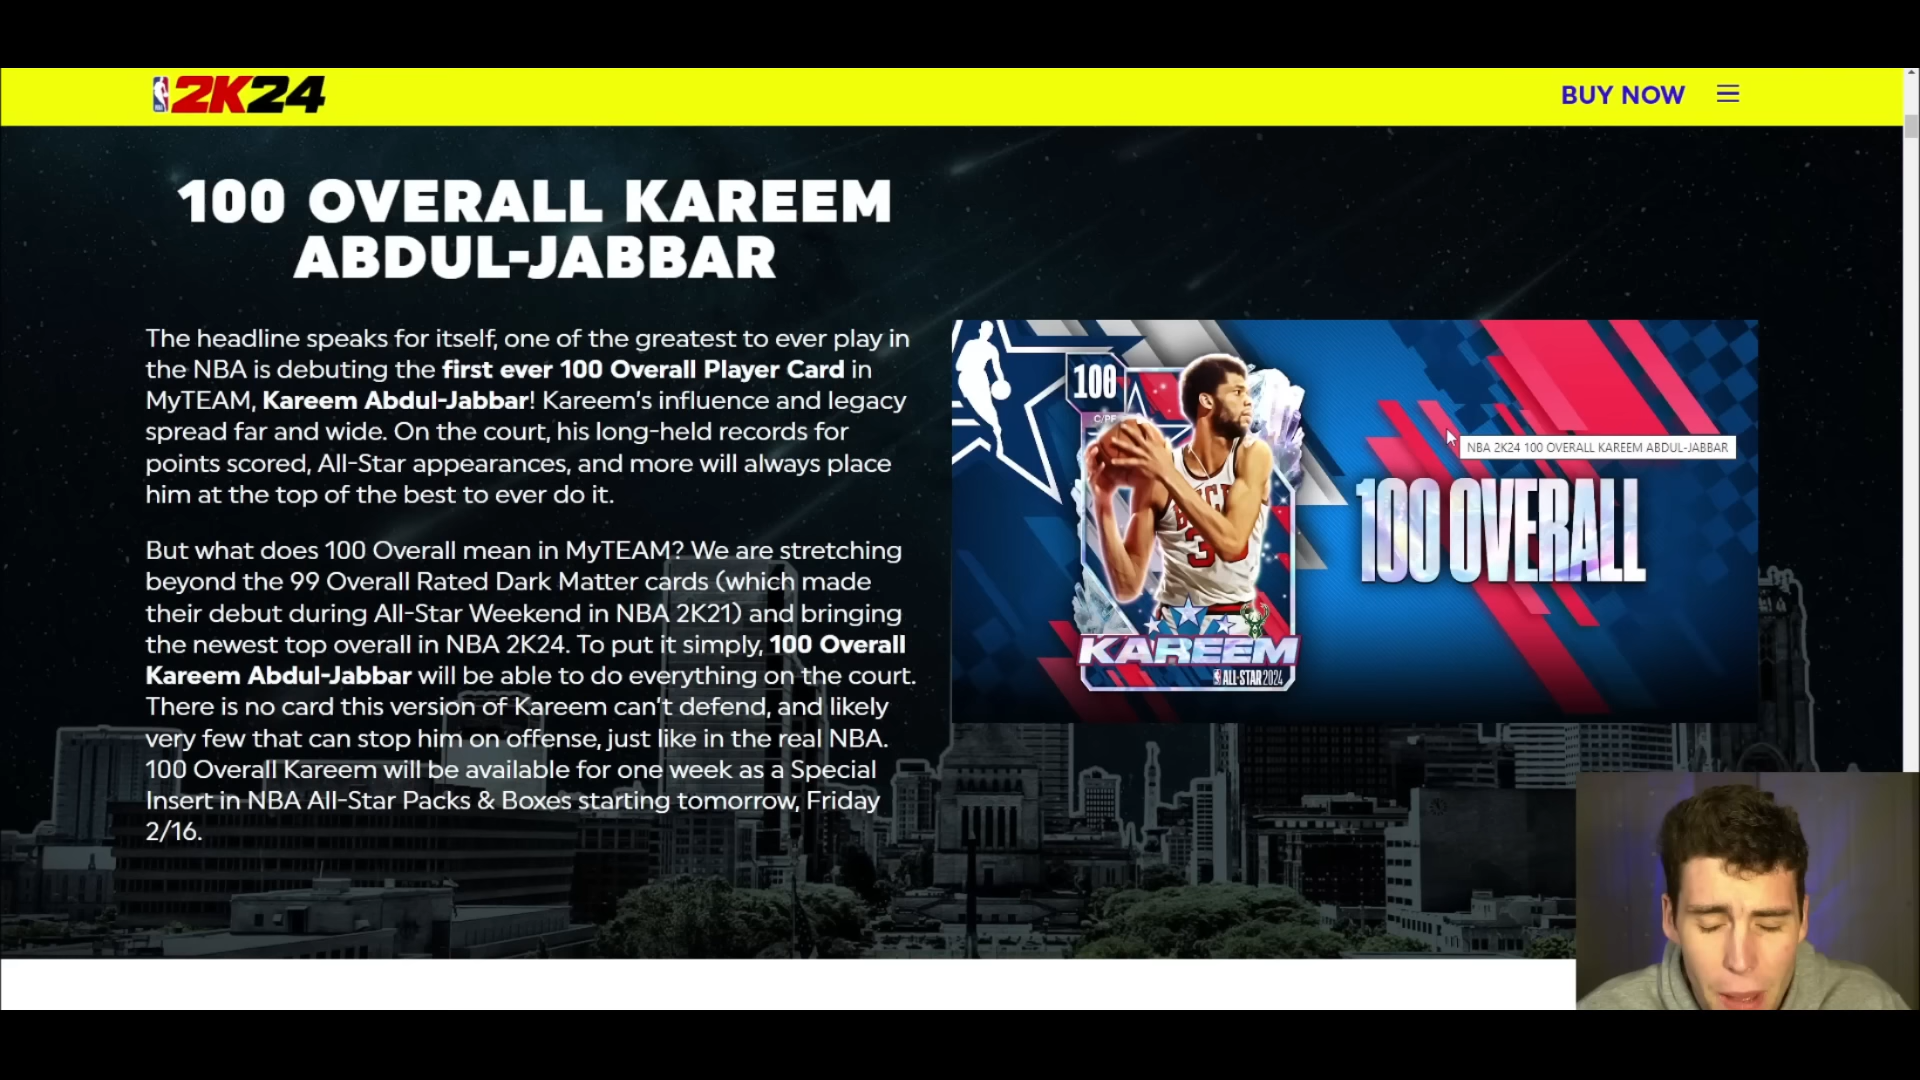 2K24
BUY NOW
100 OVERALL KAREEM
ABDUL-JABBAR
The headline speaks for itself, one of the greatest to ever play in
the NBA is debuting the first ever 100 Overall Player Card in
MyTEAM, Kareem Abdul-Jabbar! Kareem's influence and legacy
spread far and wide. On the court, his long-held records for
points scored, All-Star appearances, and more will always place
him at the top of the best to ever do it.
But what does 100 Overall mean in MyTEAM? We are stretching
beyond the 99 Overall Rated Dark Matter cards (which made
their debut during All-Star Weekend in NBA 2K21) and bringing
the newest top overall in NBA 2K24. To put it simply, 100 Overall
Kareem Abdul-Jabbar will be able to do everything on the court.
There is no card this version of Kareem can't defend, and likely
very few that can stop him on offense, just like in the real NBA.
100 Overall Kareem will be available for one week as a Special
Insert in NBA All-Star Packs & Boxes starting tomorrow, Friday
2/16.
100
C/PF
NBA 2K24 100 OVERALL KAREEM ABDUL-JABBAR
100 OVERALL
KAREEM
ALL-STAR 2024